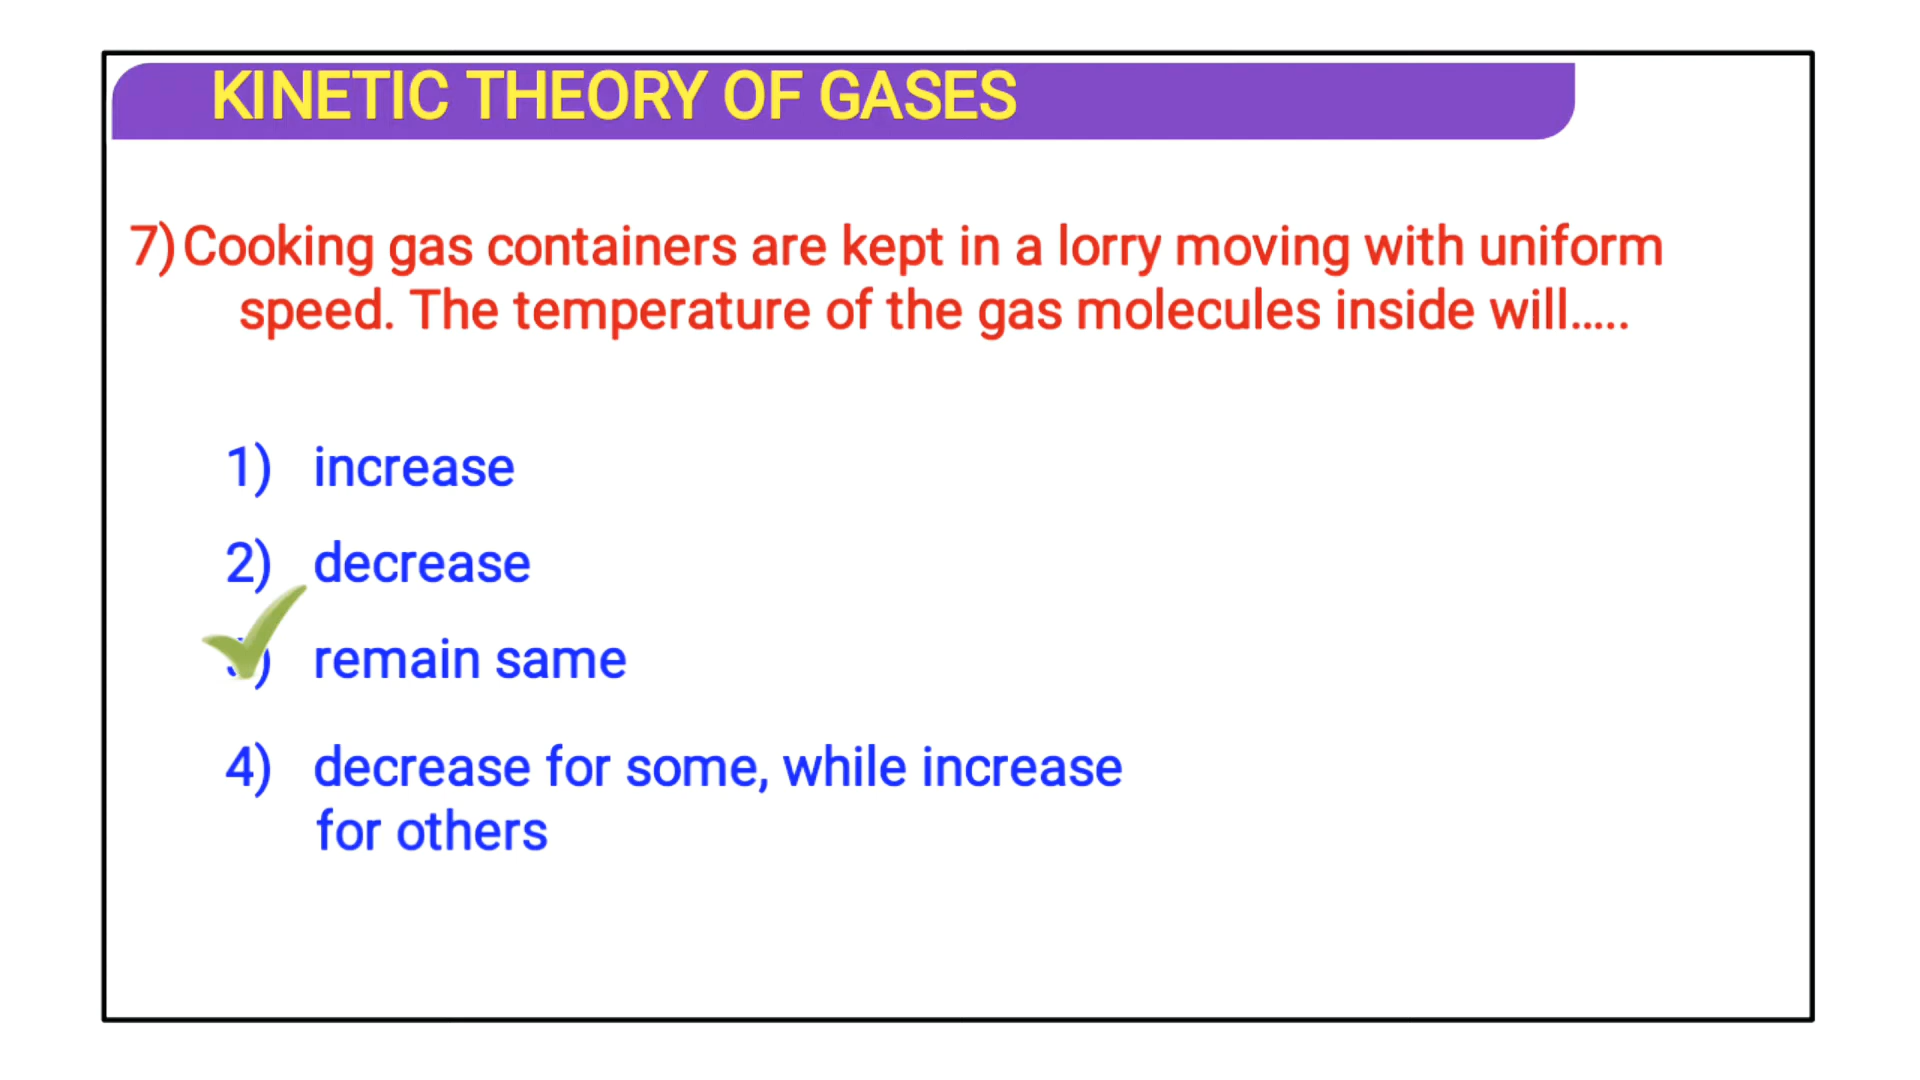 KINETIC THEORY OF GASES
7) Cooking gas containers are kept in a lorry moving with uniform
speed. The temperature of the gas molecules inside will.....
1) increase
2) decrease
remain same
4) decrease for some, while increase
for others